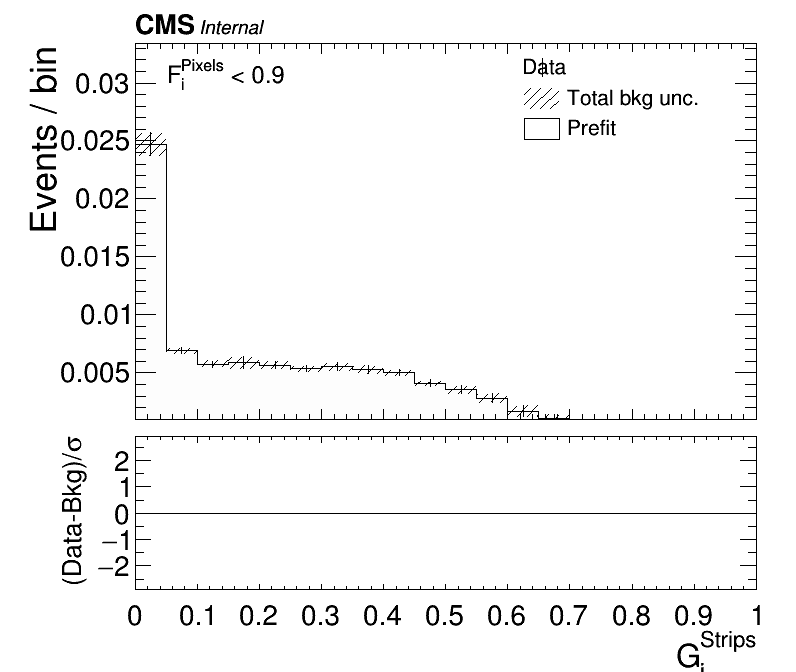 CMS Internal
F_i^Pixels < 0.9
Data
Total bkg unc.
Prefit
Events / bin
0.03
0.025
0.02
0.015
0.01
0.005
(Data-Bkg)/σ
2
1
0
−1
−2
0 0.1 0.2 0.3 0.4 0.5 0.6 0.7 0.8 0.9 1
G_i^Strips